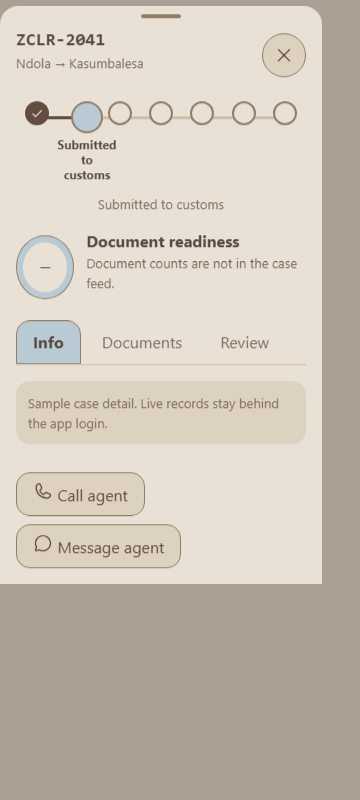 ZCLR-2041
Ndola → Kasumbalesa
Submitted
to
customs
Submitted to customs
Document readiness
–
Document counts are not in the case
feed.
Info
Documents
Review
Sample case detail. Live records stay behind
the app login.
Call agent
Message agent